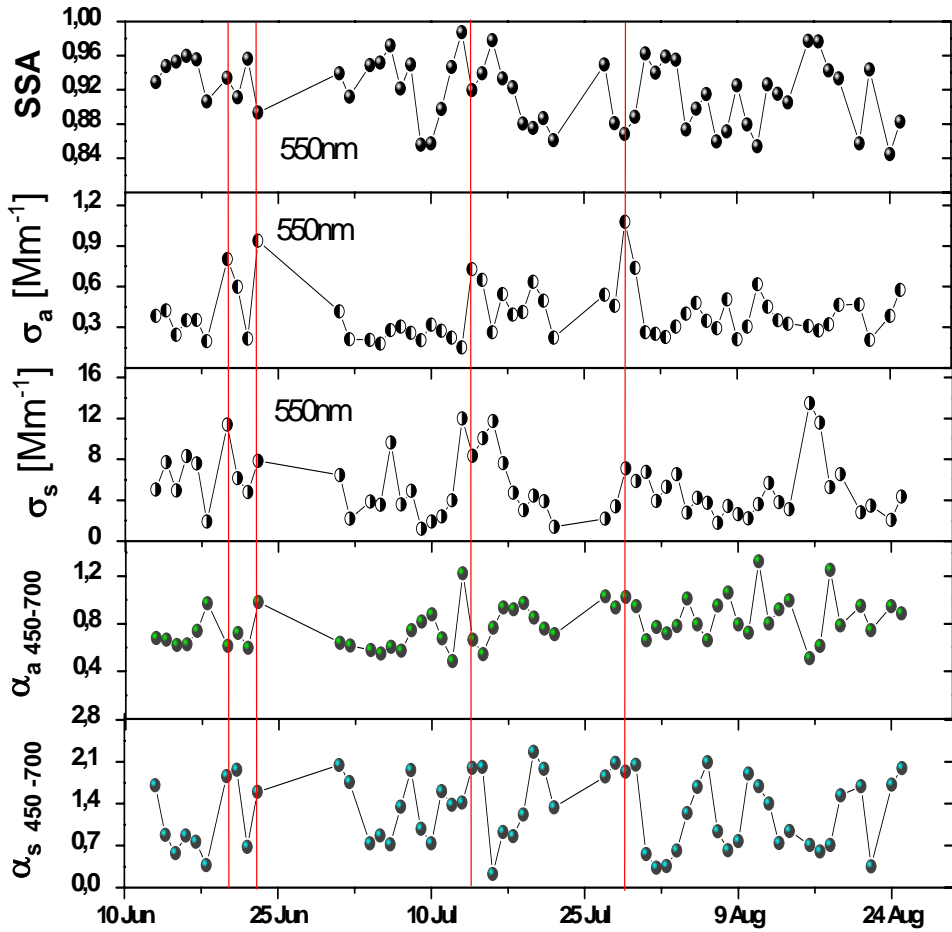 1,00
0,96
0,92
0,88
0,84
SSA
550nm
1,2
0,9
0,6
0,3
σa [Mm-1]
550nm
16
12
8
4
0
σs [Mm-1]
550nm
1,2
0,8
0,4
αa 450-700
2,8
2,1
1,4
0,7
0,0
αs 450-700
10 Jun 25 Jun 10 Jul 25 Jul 9 Aug 24 Aug